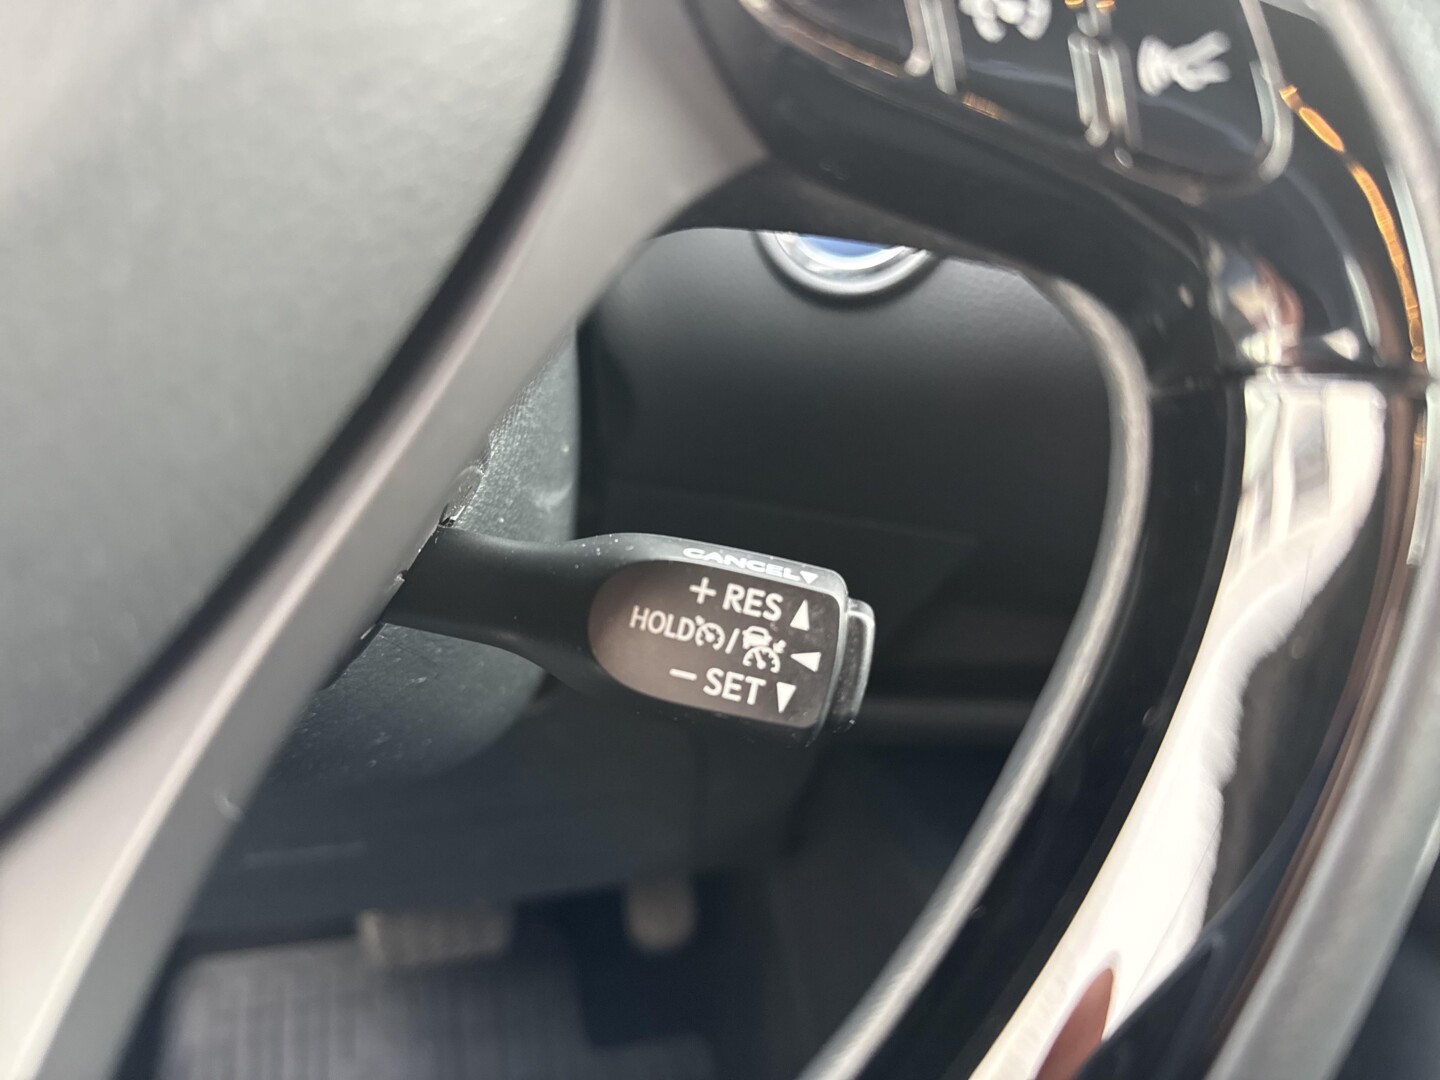 CANCEL▼
+ RES ▲
HOLD / ◀
− SET ▼